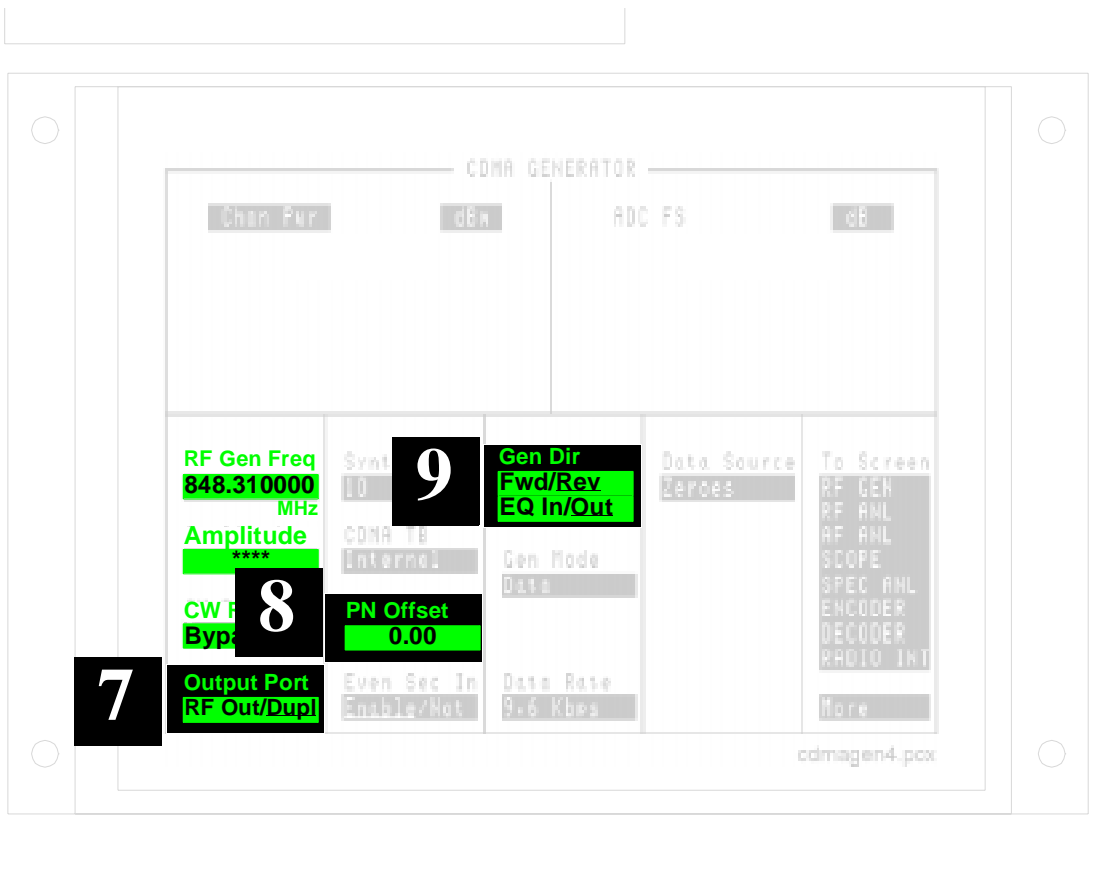 CDMA GENERATOR
Chan Pwr dBm ADC FS dB
RF Gen Freq
848.310000
MHz
Amplitude
****
CW
8
7
Output Port
RF Out/Dupl
10
CDMA TB
Internal
PN Offset
0.00
Even Sec In
Enable/Not
9
Gen Dir
Fwd/Rev
EQ In/Out
Gen Mode
Data
Data Rate
9.6 Kbps
Data Source
Zeroes
To Screen
RF GEN
RF ANL
AF ANL
SCOPE
SPEC ANL
ENCODER
DECODER
RADIO INT
More
cdmagen4.pcx